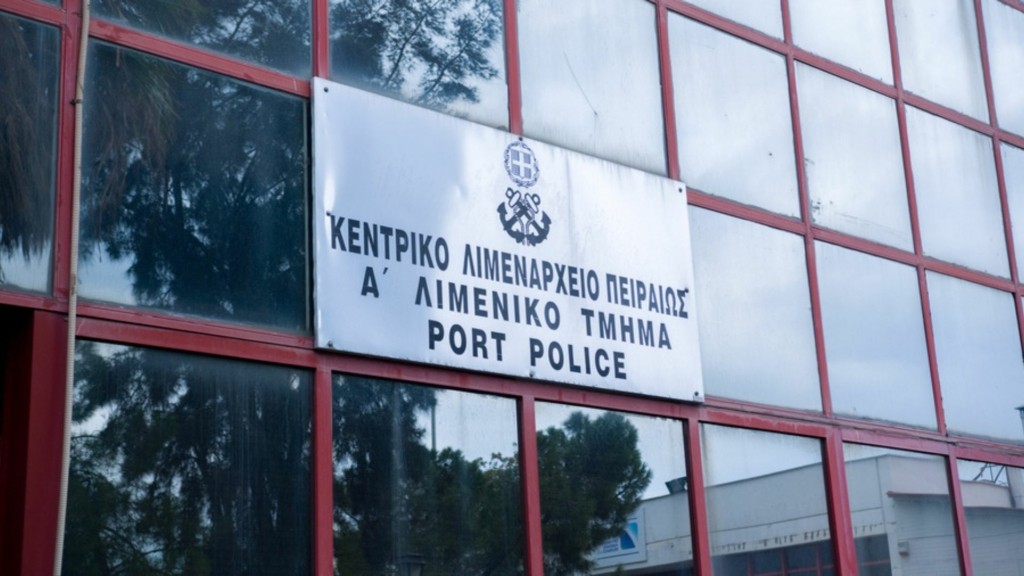 ΚΕΝΤΡΙΚΟ ΛΙΜΕΝΑΡΧΕΙΟ ΠΕΙΡΑΙΩΣ
Α΄ ΛΙΜΕΝΙΚΟ ΤΜΗΜΑ
PORT POLICE